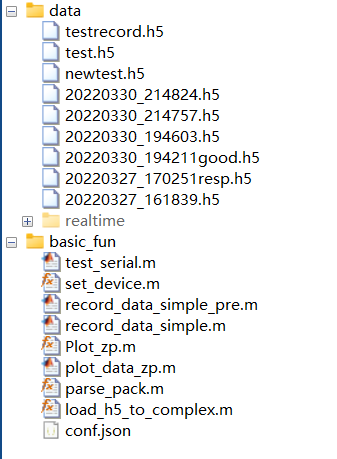 data
testrecord.h5
test.h5
newtest.h5
20220330_214824.h5
20220330_214757.h5
20220330_194603.h5
20220330_194211good.h5
20220327_170251resp.h5
20220327_161839.h5
realtime
basic_fun
test_serial.m
set_device.m
record_data_simple_pre.m
record_data_simple.m
Plot_zp.m
plot_data_zp.m
parse_pack.m
load_h5_to_complex.m
conf.json